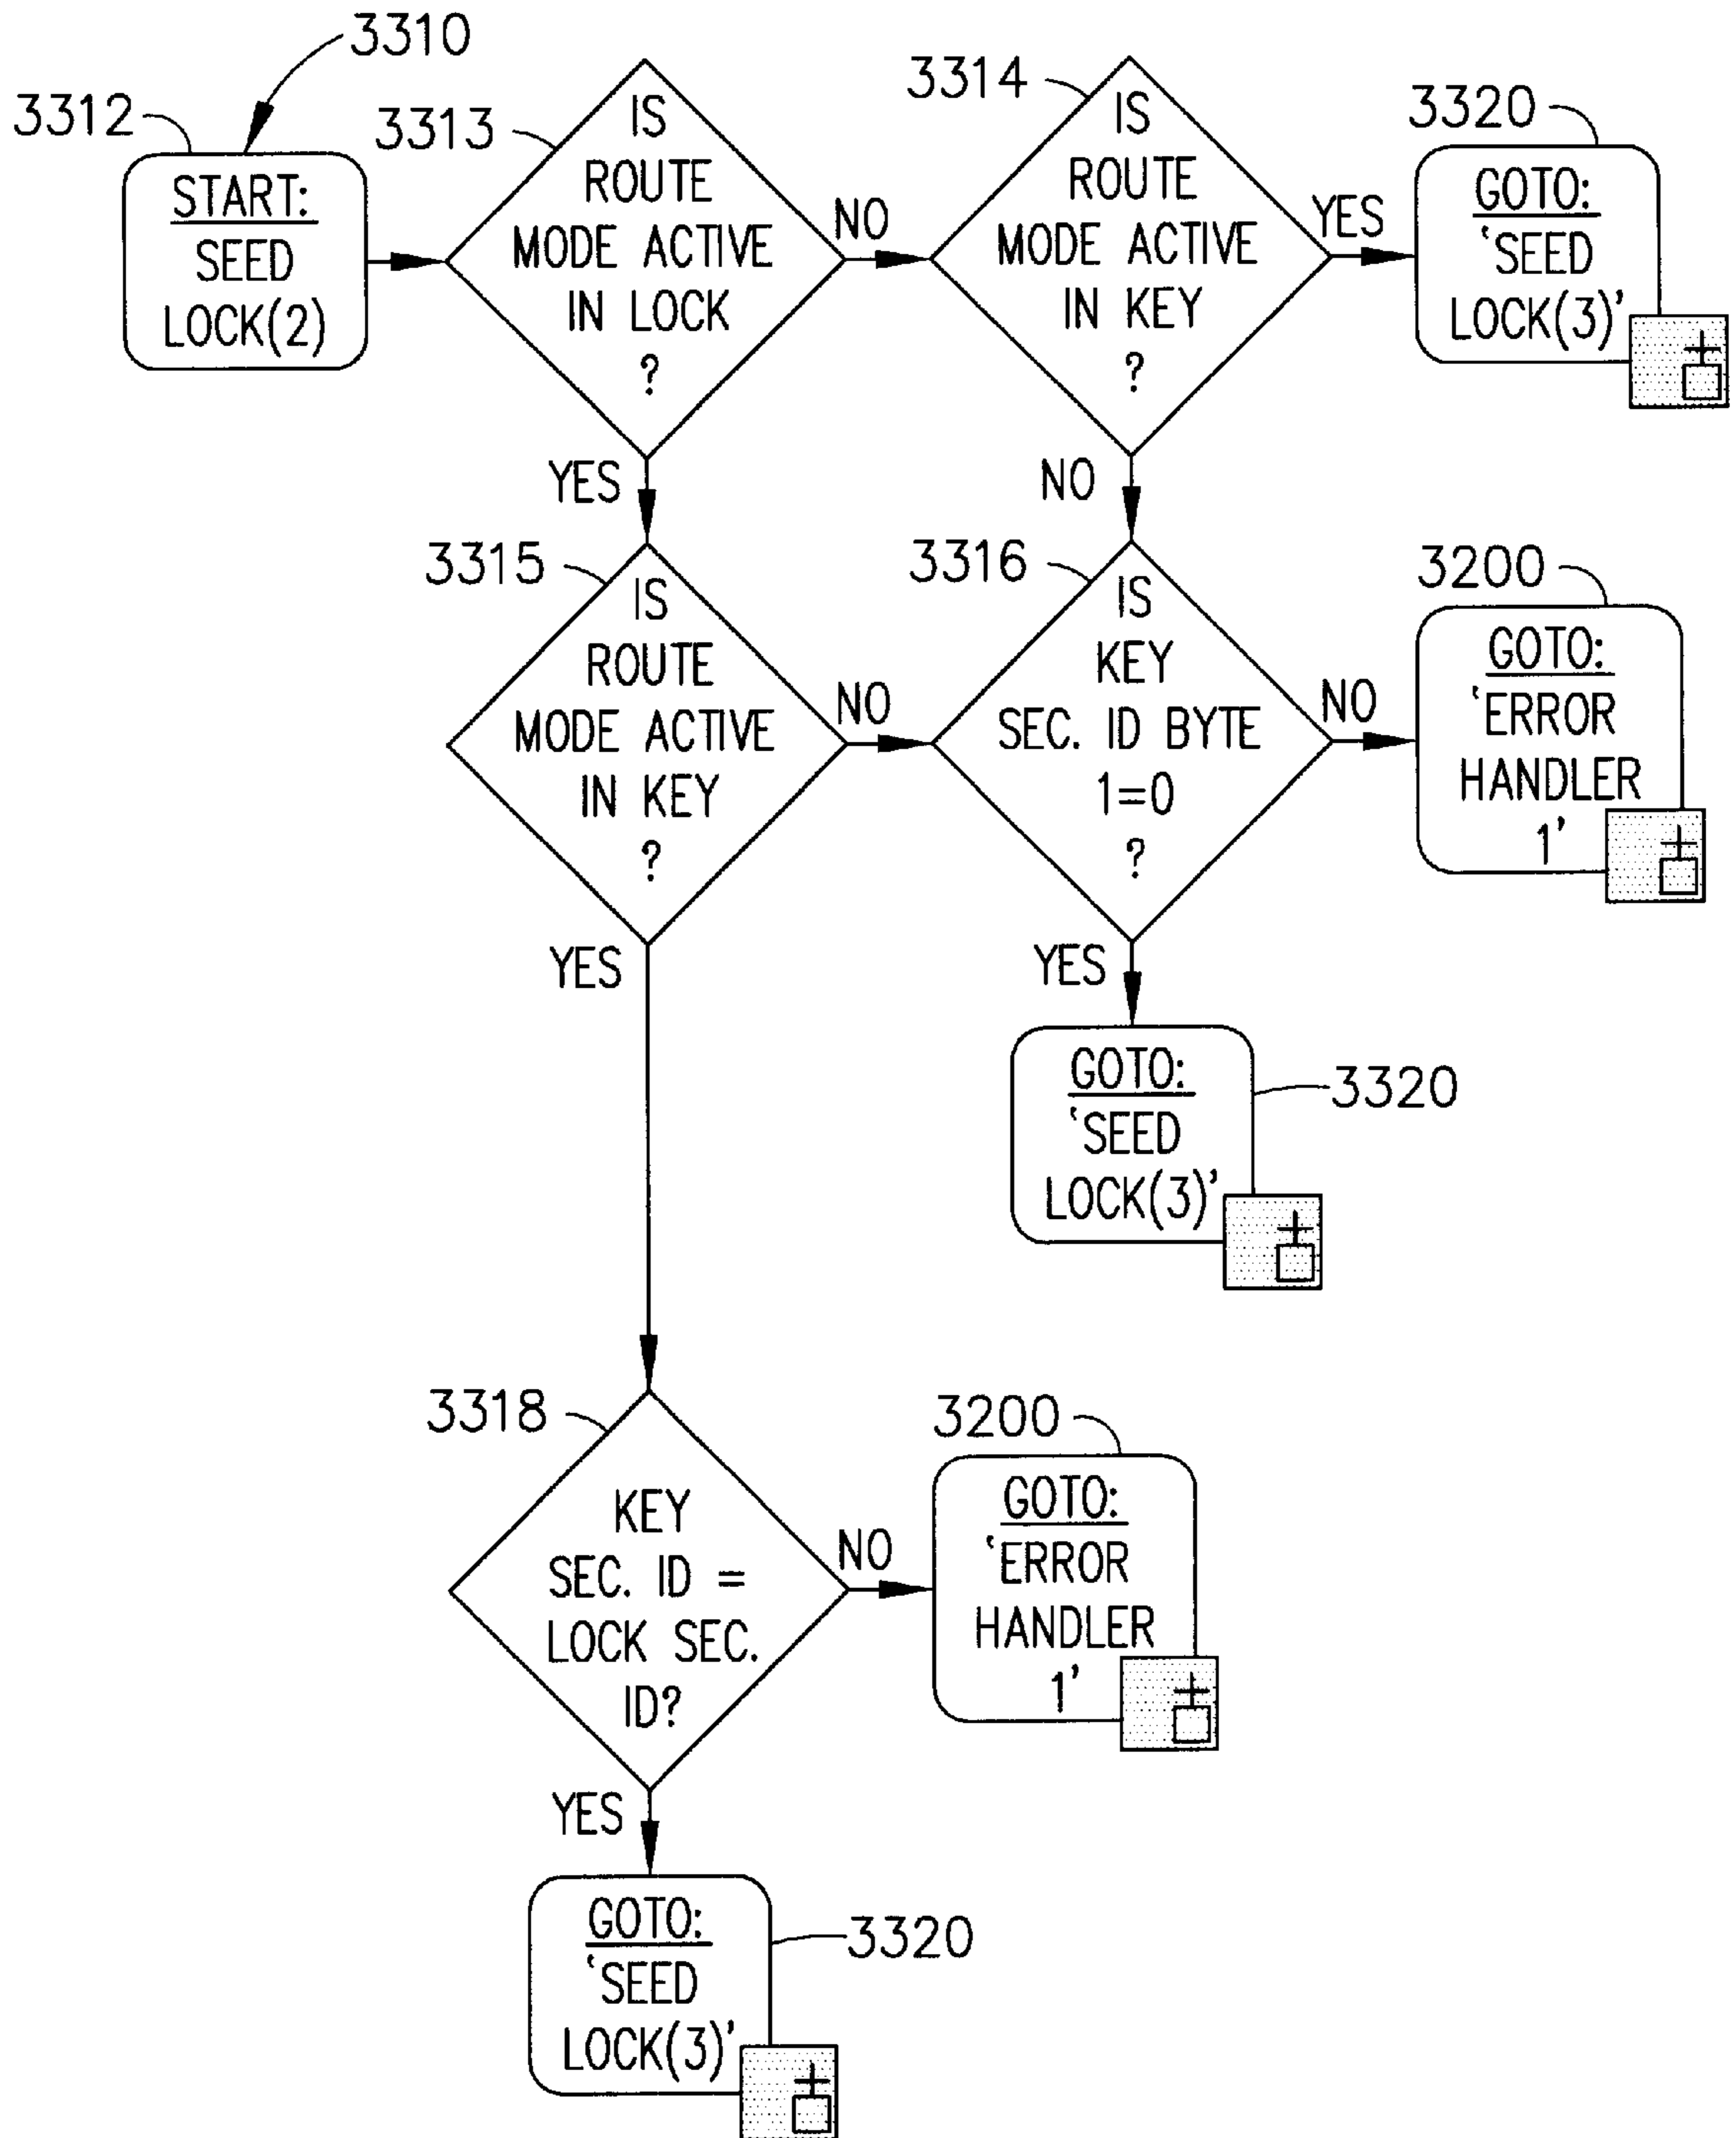 3310
3312
START:
SEED
LOCK(2)
3313
IS
ROUTE
MODE ACTIVE
IN LOCK
?
NO
YES
3314
IS
ROUTE
MODE ACTIVE
IN KEY
?
YES
NO
3320
GOTO:
'SEED
LOCK(3)'
3315
IS
ROUTE
MODE ACTIVE
IN KEY
?
NO
YES
3316
IS
KEY
SEC. ID BYTE
1=0
?
NO
YES
3200
GOTO:
'ERROR
HANDLER
1'
GOTO:
'SEED
LOCK(3)'
3320
3318
KEY
SEC. ID =
LOCK SEC.
ID?
NO
YES
3200
GOTO:
'ERROR
HANDLER
1'
GOTO:
'SEED
LOCK(3)'
3320